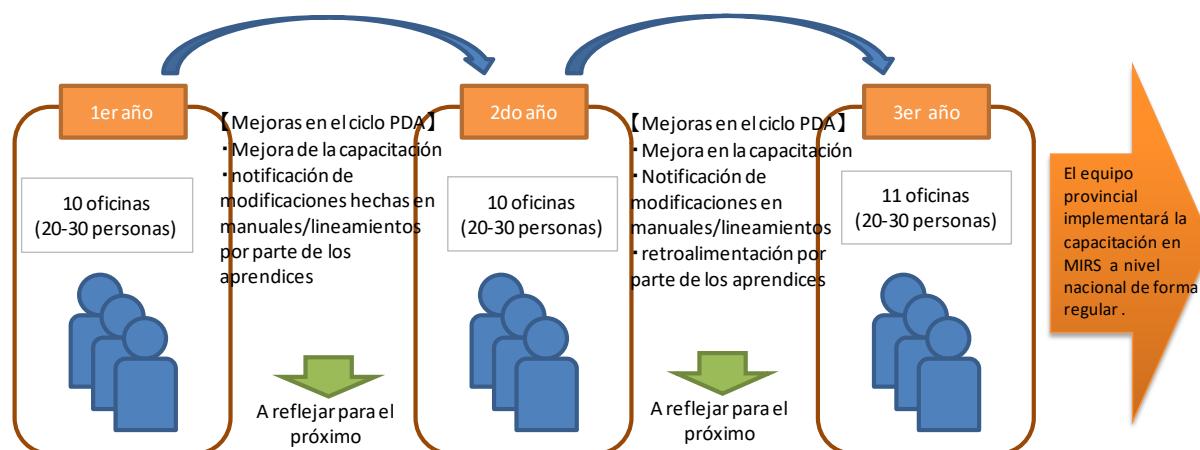 1er año
10 oficinas
(20-30 personas)
【Mejoras en el ciclo PDA】
・Mejora de la capacitación
・notificación de
modificaciones hechas en
manuales/lineamientos
por parte de los
aprendices
A reflejar para el
próximo
2do año
10 oficinas
(20-30 personas)
【Mejoras en el ciclo PDA】
・Mejora en la capacitación
・Notificación de
modificaciones en
manuales/lineamientos
・retroalimentación por
parte de los aprendices
A reflejar para el
próximo
3er año
11 oficinas
(20-30 personas)
El equipo
provincial
implementará la
capacitación en
MIRS a nivel
nacional de forma
regular .